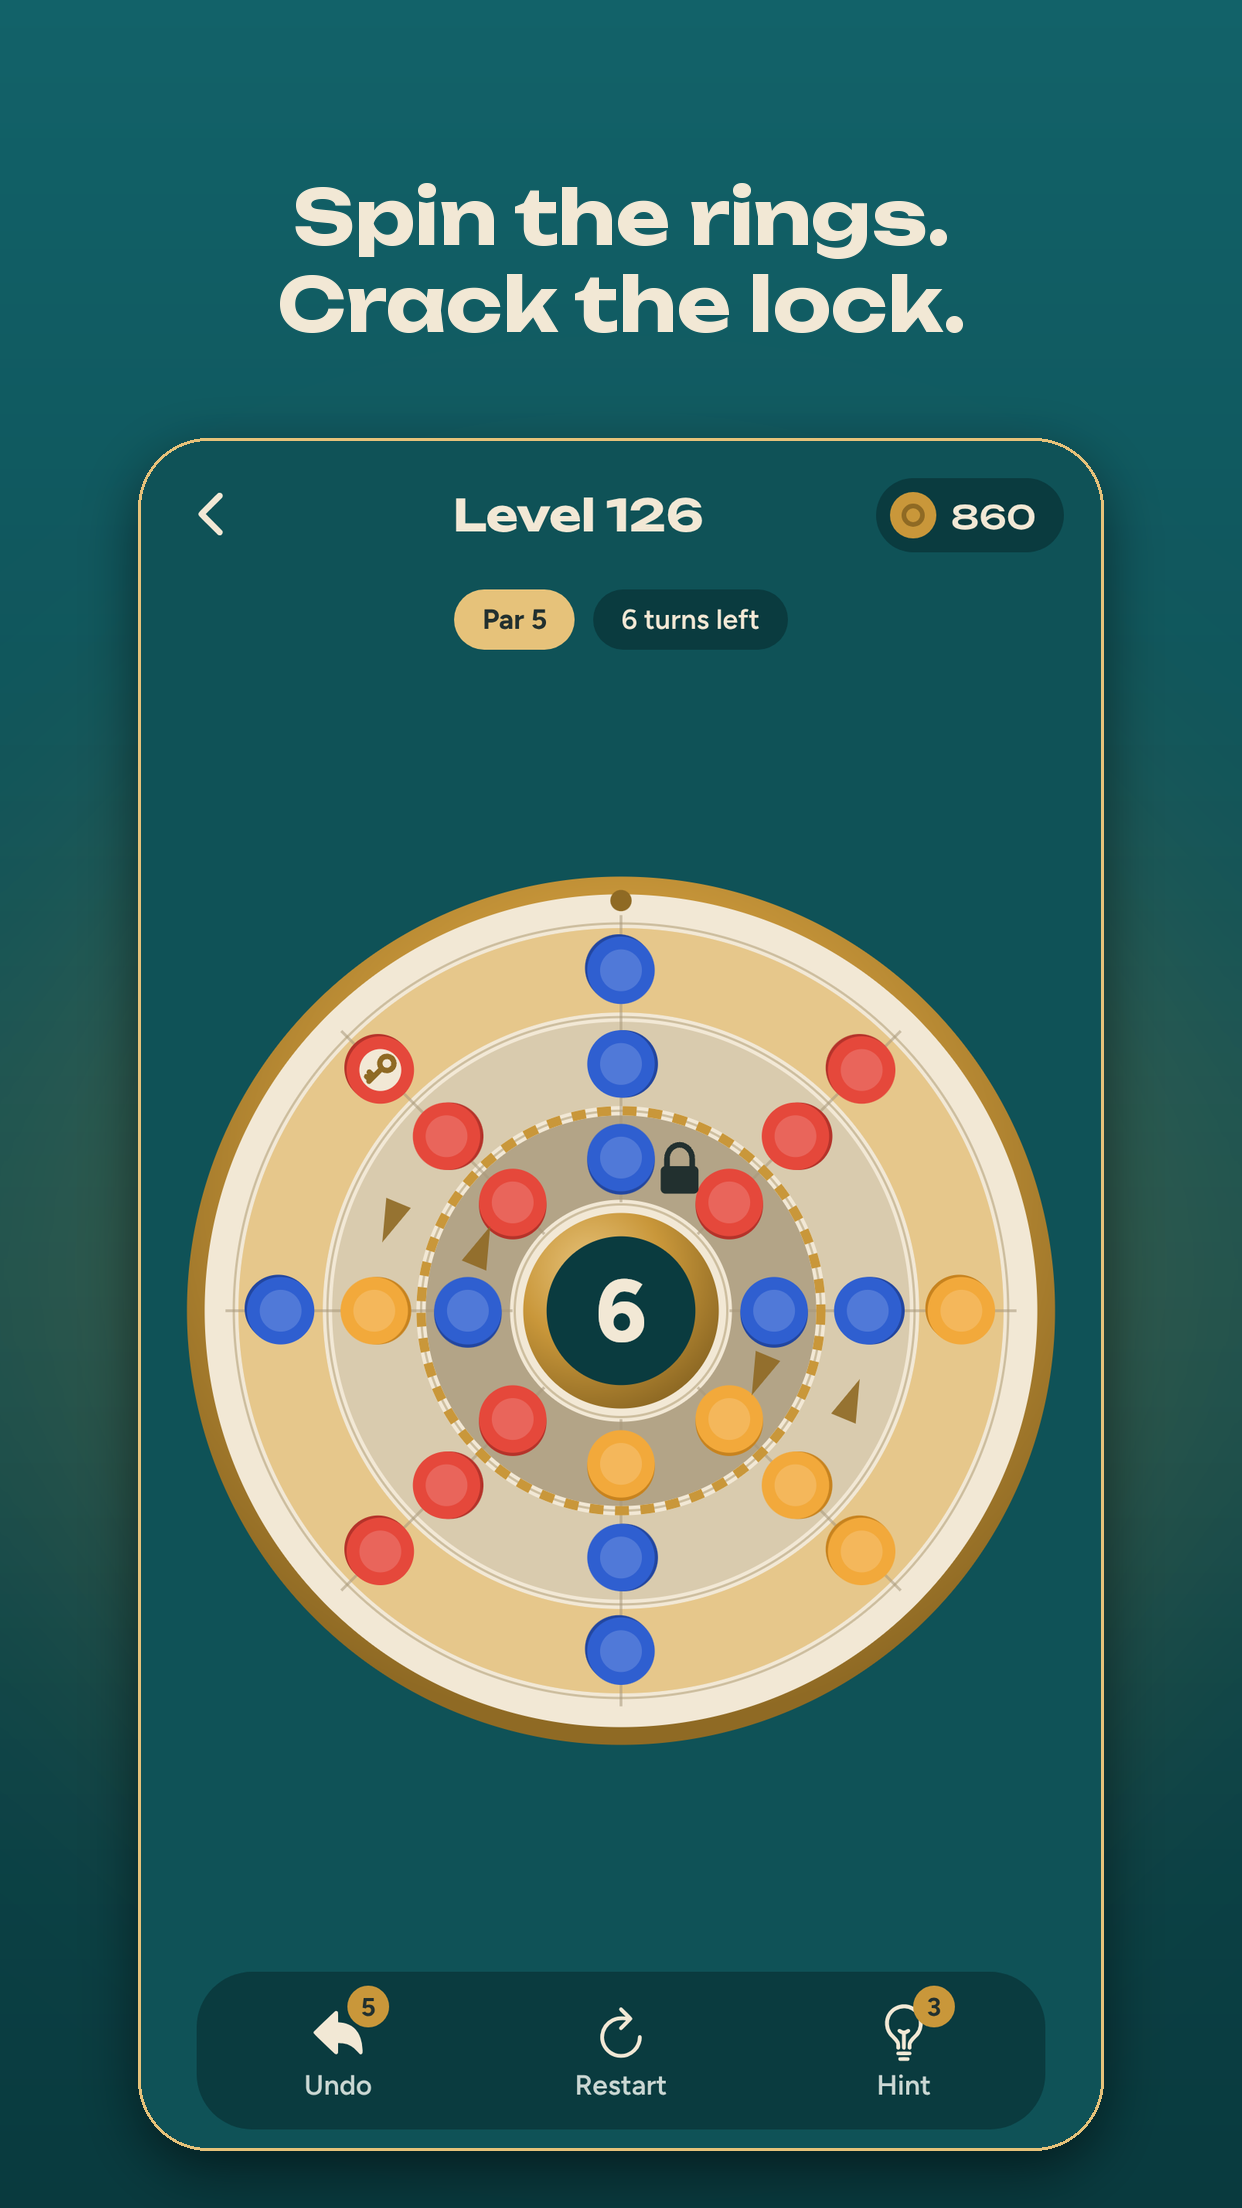 Spin the rings.
Crack the lock.
Level 126
860
Par 5
6 turns left
6
5
3
Undo
Restart
Hint